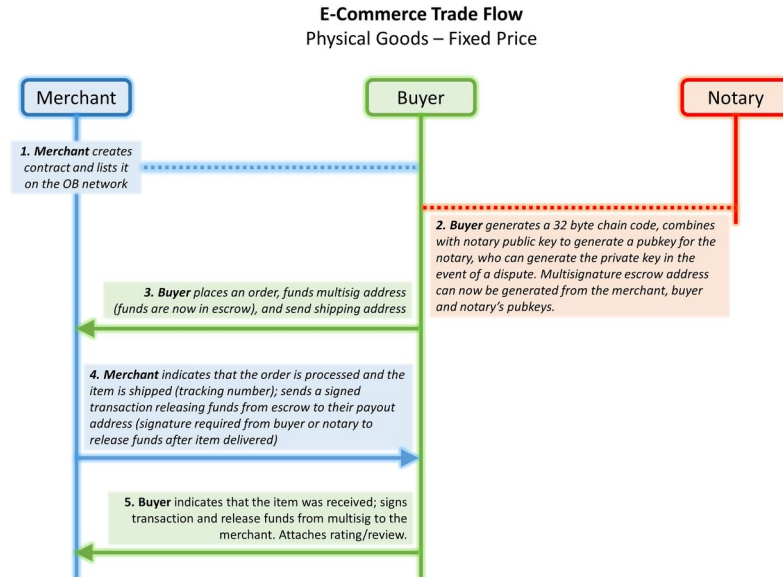 E-Commerce Trade Flow
Physical Goods – Fixed Price
Merchant
Buyer
Notary
1. Merchant creates
contract and lists it
on the OB network
2. Buyer generates a 32 byte chain code, combines
with notary public key to generate a pubkey for the
notary, who can generate the private key in the
event of a dispute. Multisignature escrow address
can now be generated from the merchant, buyer
and notary's pubkeys.
3. Buyer places an order, funds multisig address
(funds are now in escrow), and send shipping address
4. Merchant indicates that the order is processed and the
item is shipped (tracking number); sends a signed
transaction releasing funds from escrow to their payout
address (signature required from buyer or notary to
release funds after item delivered)
5. Buyer indicates that the item was received; signs
transaction and release funds from multisig to the
merchant. Attaches rating/review.